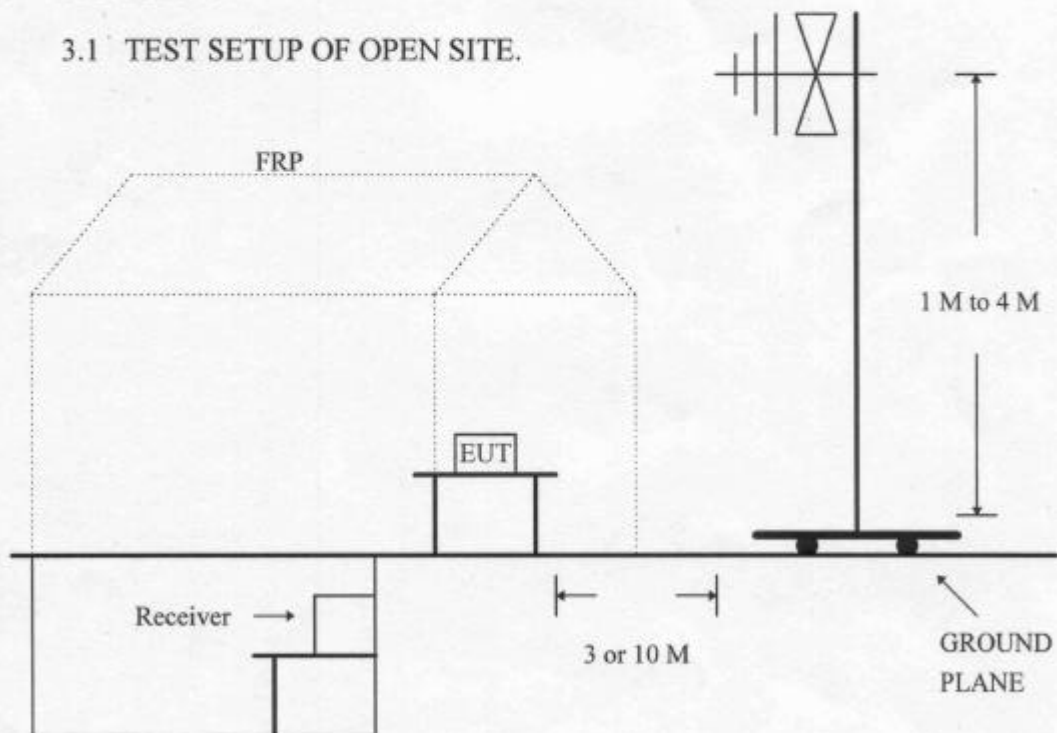 3.1 TEST SETUP OF OPEN SITE.
FRP
1 M to 4 M
EUT
Receiver
3 or 10 M
GROUND
PLANE